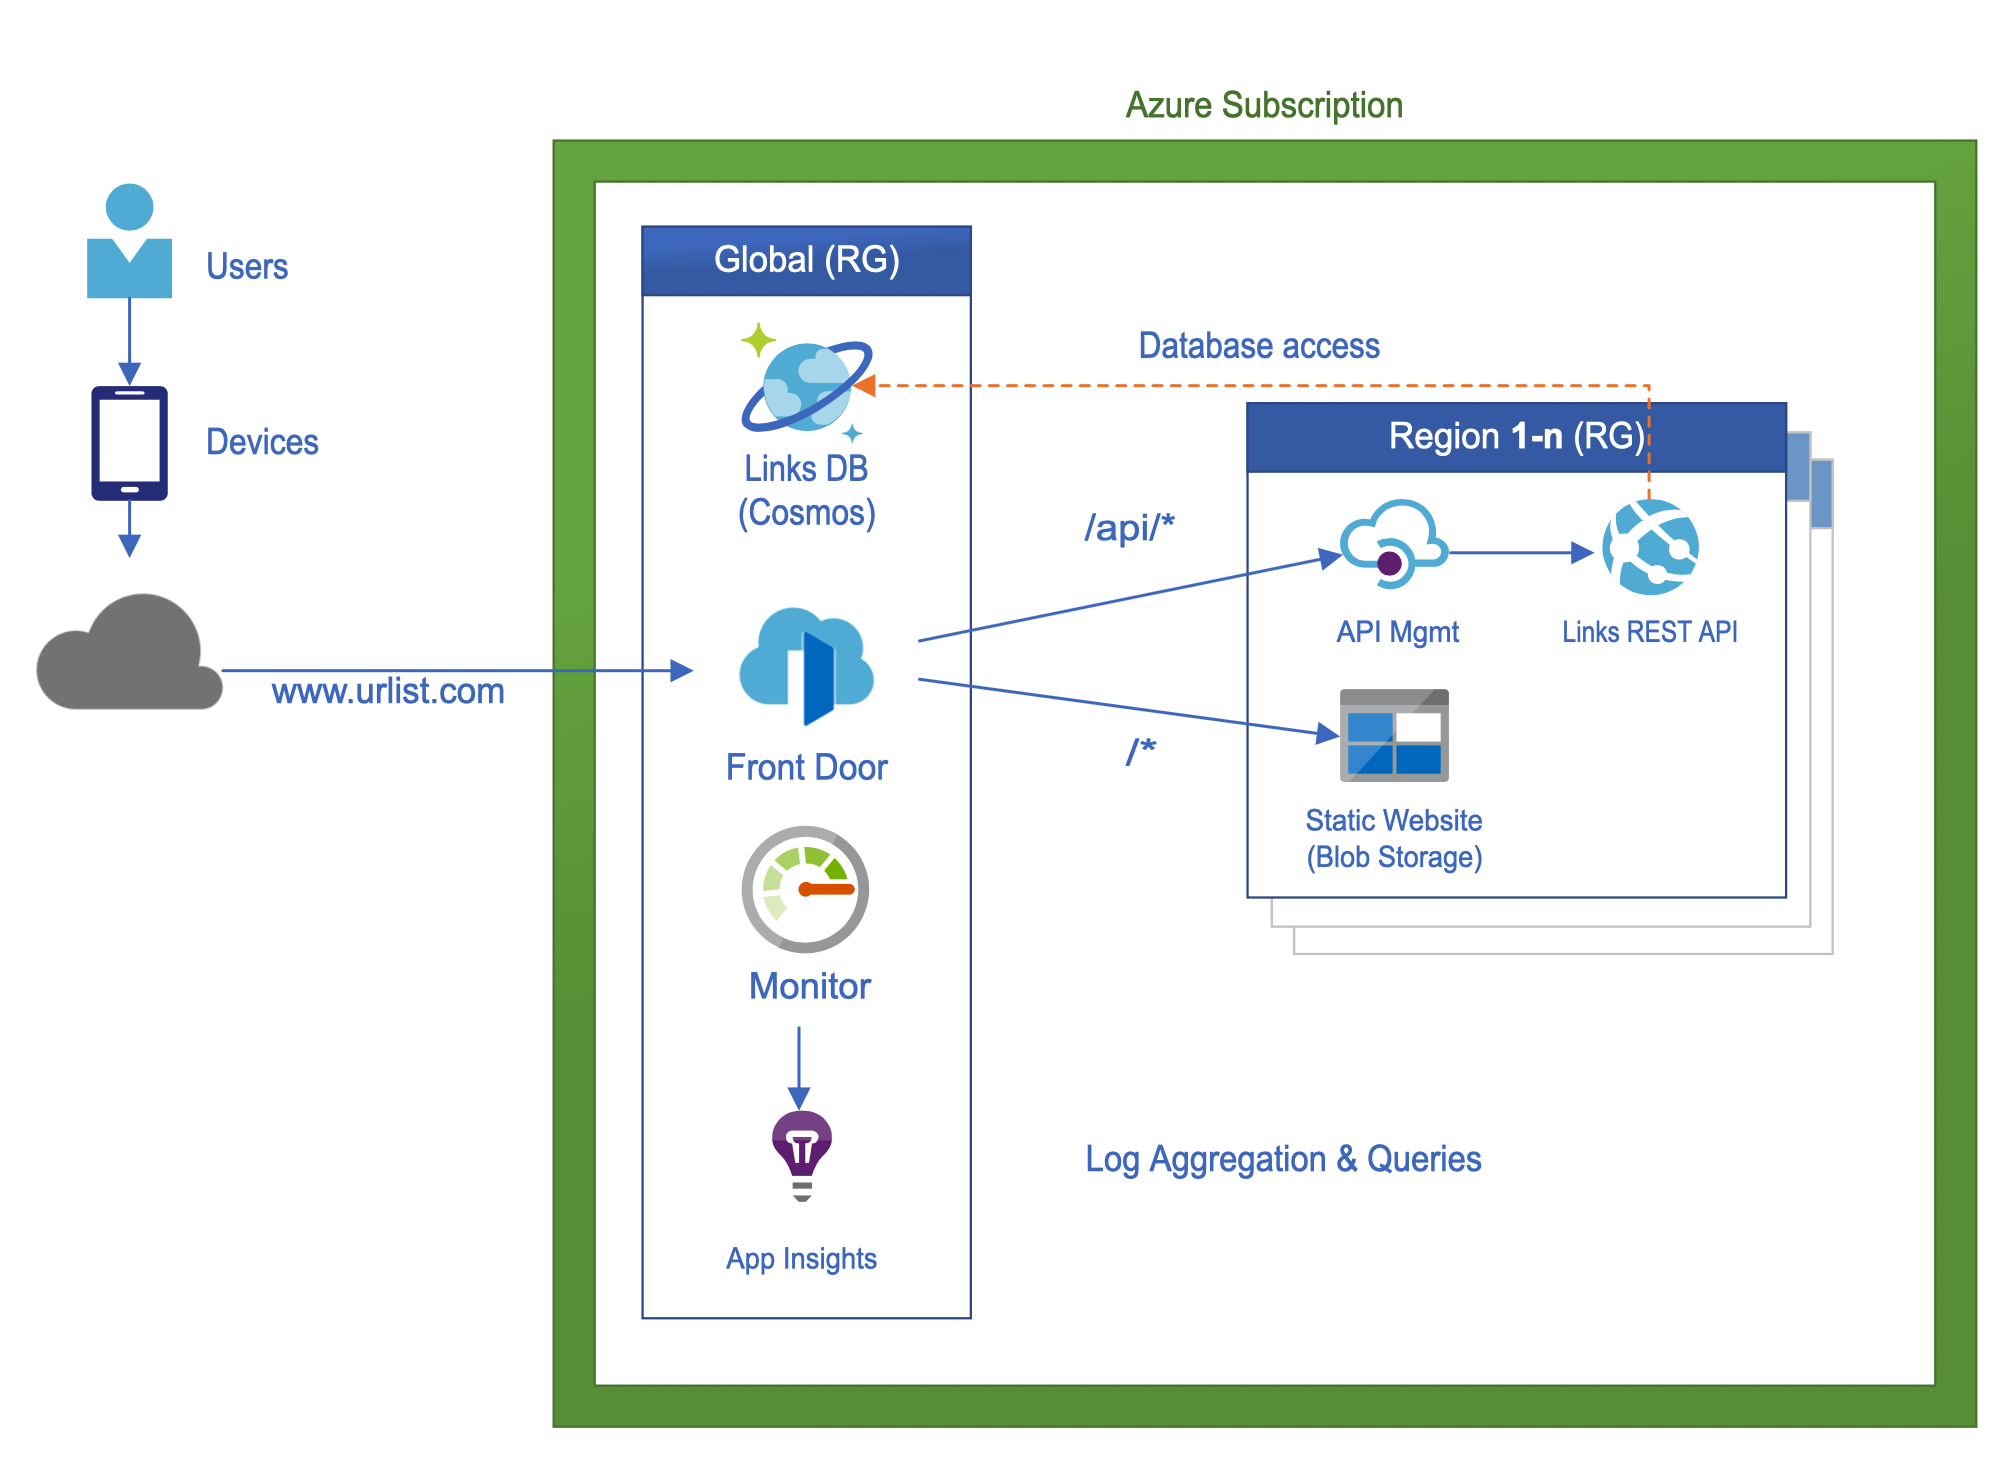 Azure Subscription
Users
Devices
www.urlist.com
Global (RG)
Links DB
(Cosmos)
Front Door
Monitor
App Insights
Database access
/api/*
/*
Region 1-n (RG)
API Mgmt
Links REST API
Static Website
(Blob Storage)
Log Aggregation & Queries